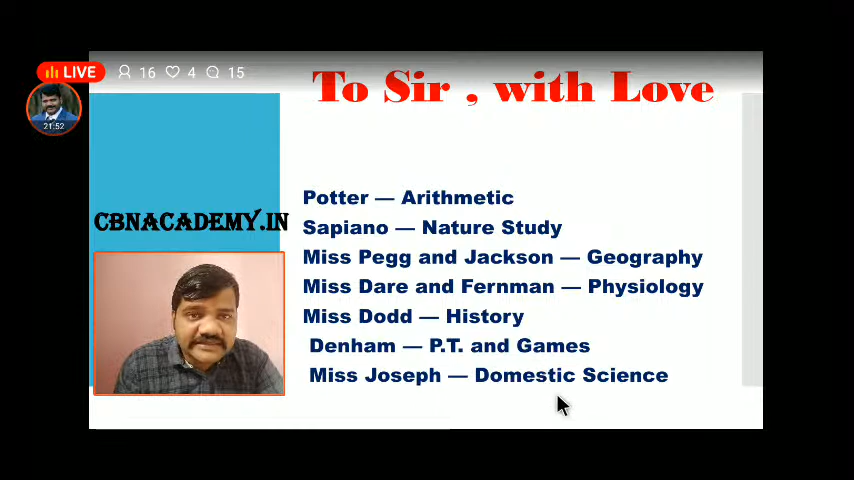 LIVE 16 4 15
21:52
To Sir , with Love
CBNACADEMY.IN
Potter — Arithmetic
Sapiano — Nature Study
Miss Pegg and Jackson — Geography
Miss Dare and Fernman — Physiology
Miss Dodd — History
Denham — P.T. and Games
Miss Joseph — Domestic Science